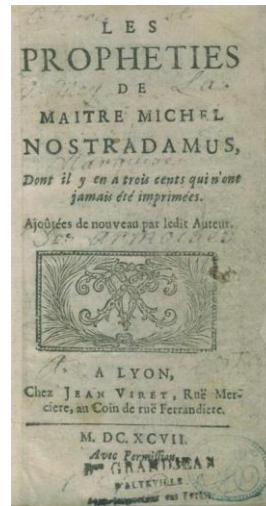 LES
PROPHETIES
DE
MAITRE MICHEL
NOSTRADAMUS,
Dont il y en a trois cents qui n'ont
jamais été imprimées.
Ajoûtées de nouveau par ledit Auteur.
A LYON,
Chez JEAN VIRET, Ruë Mer-
ciere, au Coin de ruë Ferrandiere.
M. DC. XCVII.
Avec Permission.
GRANDJEAN
D'ALTEVILLE